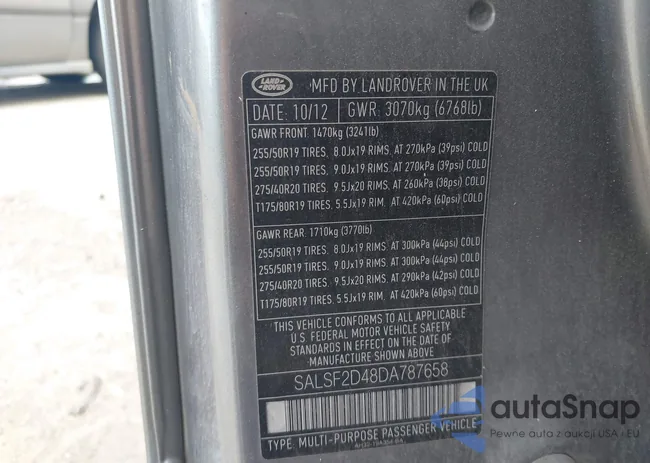 LAND-
ROVER
MFD BY LANDROVER IN THE UK
DATE: 10/12 GWR: 3070kg (6768lb)
GAWR FRONT: 1470kg (3241lb)
255/50R19 TIRES, 8.0Jx19 RIMS, AT 270kPa (39psi) COLD
255/50R19 TIRES, 9.0Jx19 RIMS, AT 270kPa (39psi) COLD
275/40R20 TIRES, 9.5Jx20 RIMS, AT 260kPa (38psi) COLD
T175/80R19 TIRES, 5.5Jx19 RIM, AT 420kPa (60psi) COLD
GAWR REAR: 1710kg (3770lb)
255/50R19 TIRES, 8.0Jx19 RIMS, AT 300kPa (44psi) COLD
255/50R19 TIRES, 9.0Jx19 RIMS, AT 300kPa (44psi) COLD
275/40R20 TIRES, 9.5Jx20 RIMS, AT 290kPa (42psi) COLD
T175/80R19 TIRES, 5.5Jx19 RIM, AT 420kPa (60psi) COLD
THIS VEHICLE CONFORMS TO ALL APPLICABLE
U.S. FEDERAL MOTOR VEHICLE SAFETY
STANDARDS IN EFFECT ON THE DATE OF
MANUFACTURE SHOWN ABOVE
SALSF2D48DA787658
TYPE: MULTI-PURPOSE PASSENGER VEHICLE
autoSnap
Pewne auto z aukcji USA i EU